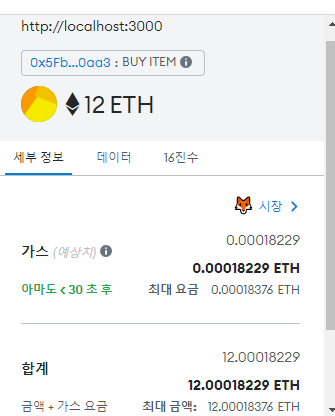 http://localhost:3000
0x5Fb...0aa3 : BUY ITEM
12 ETH
세부 정보 데이터 16진수
시장 >
0.00018229
가스 (예상치) 0.00018229 ETH
아마도 < 30 초 후 최대 요금 0.00018376 ETH
12.00018229
합계 12.00018229 ETH
금액 + 가스 요금 최대 금액: 12.00018376 ETH